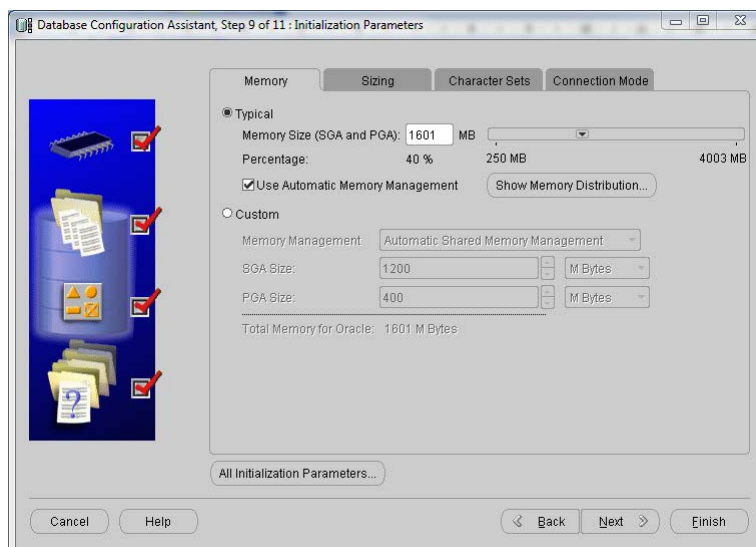 Database Configuration Assistant, Step 9 of 11 : Initialization Parameters
Memory Sizing Character Sets Connection Mode
Typical
Memory Size (SGA and PGA): 1601 MB
Percentage: 40 % 250 MB 4003 MB
Use Automatic Memory Management Show Memory Distribution...
Custom
Memory Management Automatic Shared Memory Management
SGA Size: 1200 M Bytes
PGA Size: 400 M Bytes
Total Memory for Oracle: 1601 M Bytes
?
All Initialization Parameters...
Cancel Help Back Next Finish